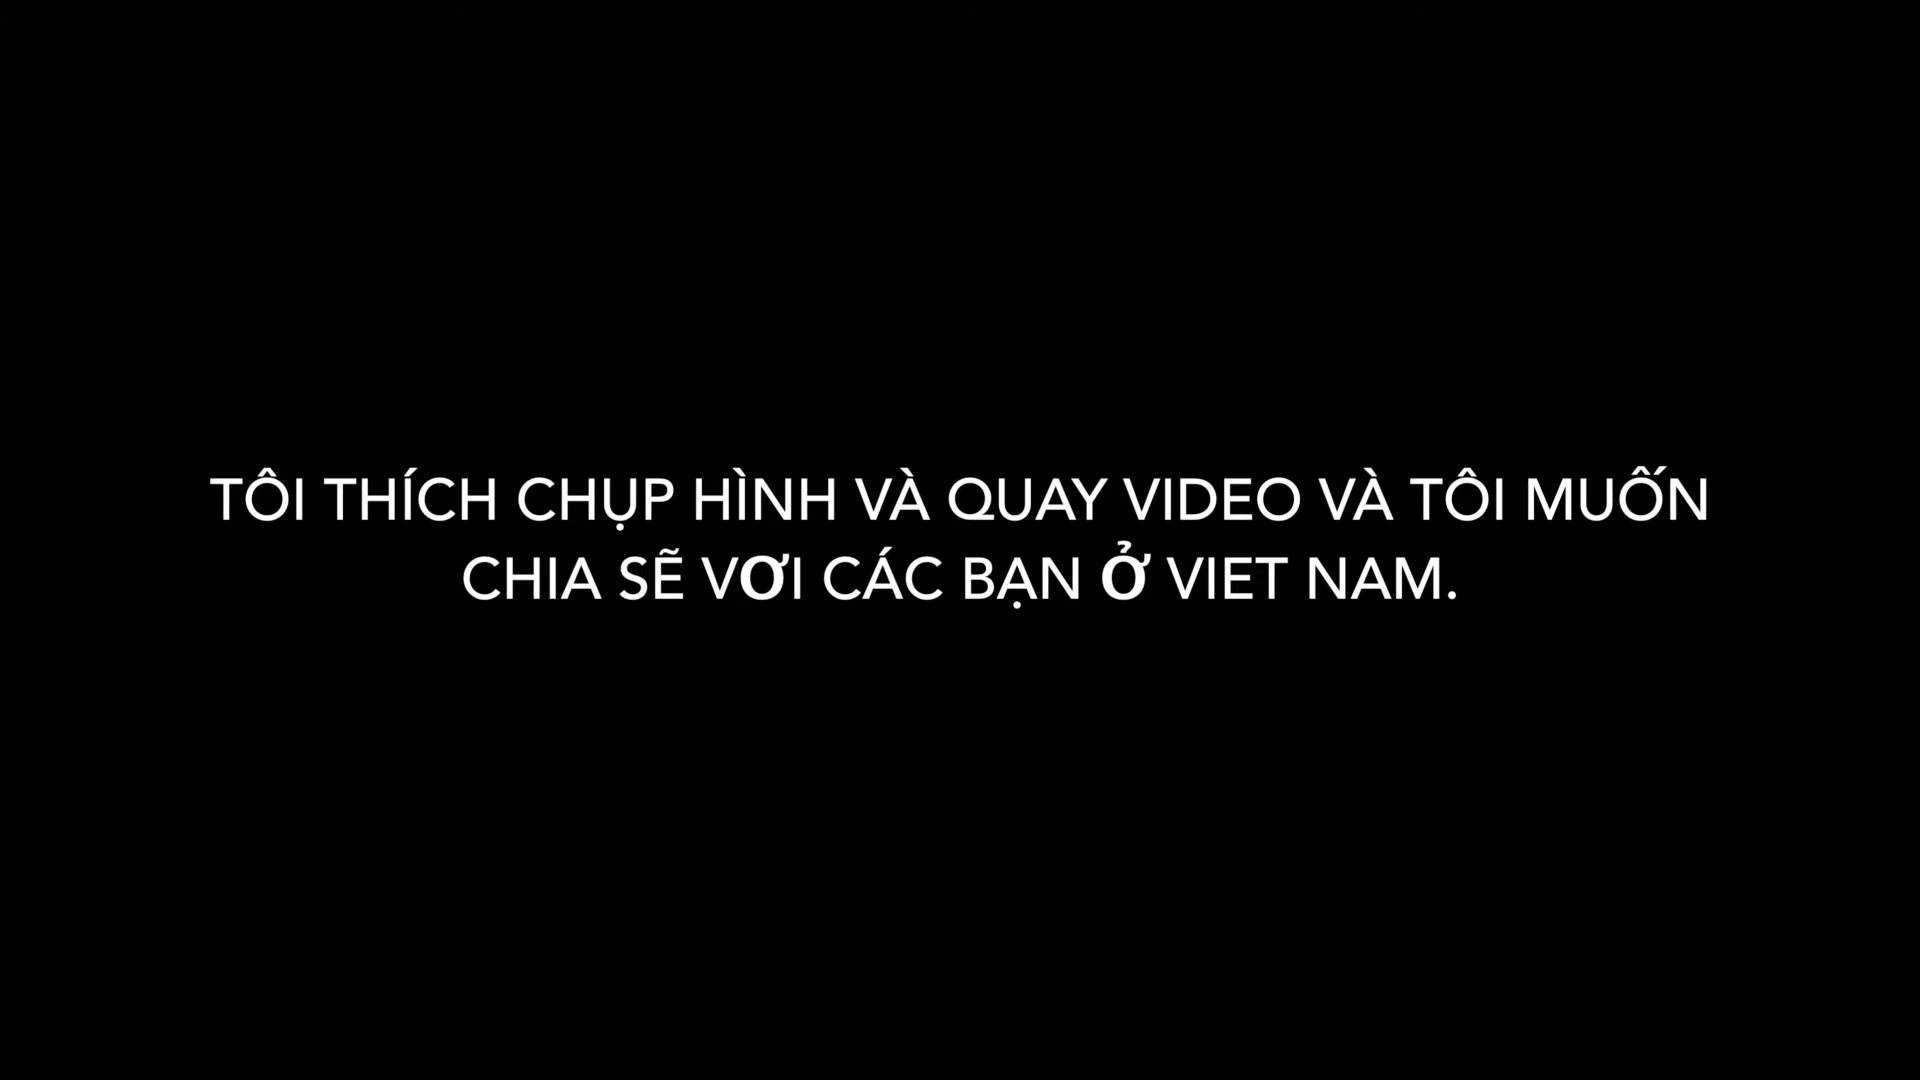 TÔI THÍCH CHỤP HÌNH VÀ QUAY VIDEO VÀ TÔI MUỐN
CHIA SẼ VƠI CÁC BẠN Ở VIET NAM.